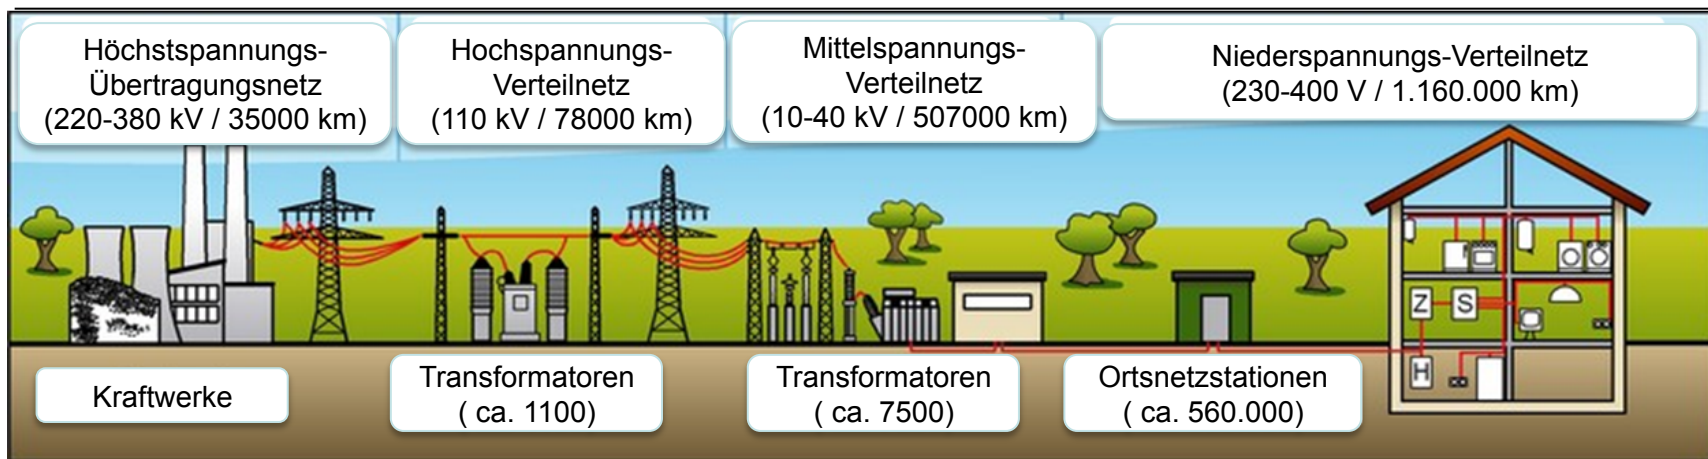 Höchstspannungs-
Übertragungsnetz
(220-380 kV / 35000 km)
Hochspannungs-
Verteilnetz
(110 kV / 78000 km)
Mittelspannungs-
Verteilnetz
(10-40 kV / 507000 km)
Niederspannungs-Verteilnetz
(230-400 V / 1.160.000 km)
Z
S
H
Kraftwerke
Transformatoren
( ca. 1100)
Transformatoren
( ca. 7500)
Ortsnetzstationen
( ca. 560.000)